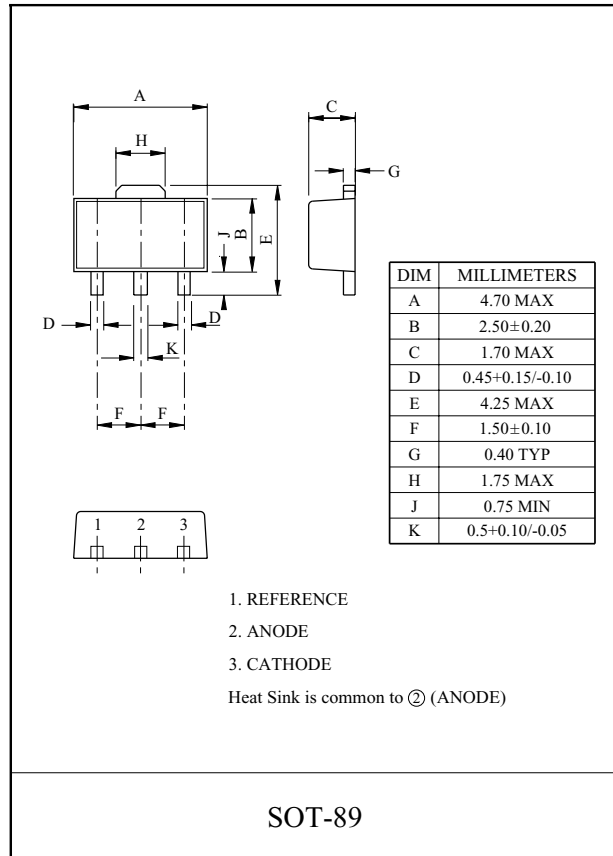 A
H
C
G
J
B
E
D
D
K
F
F
DIM MILLIMETERS
A 4.70 MAX
B 2.50±0.20
C 1.70 MAX
D 0.45+0.15/-0.10
E 4.25 MAX
F 1.50±0.10
G 0.40 TYP
H 1.75 MAX
J 0.75 MIN
K 0.5+0.10/-0.05
1 2 3
1. REFERENCE
2. ANODE
3. CATHODE
Heat Sink is common to ② (ANODE)
SOT-89